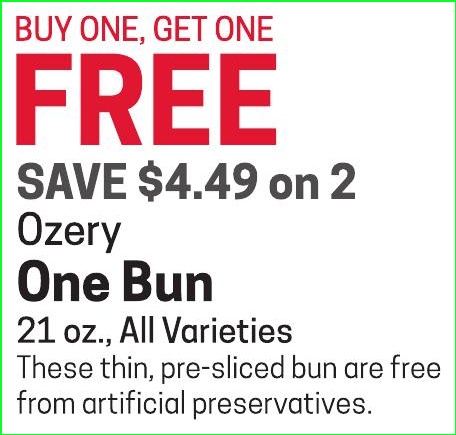 BUY ONE, GET ONE
FREE
SAVE $4.49 on 2
Ozery
One Bun
21 oz., All Varieties
These thin, pre-sliced bun are free
from artificial preservatives.